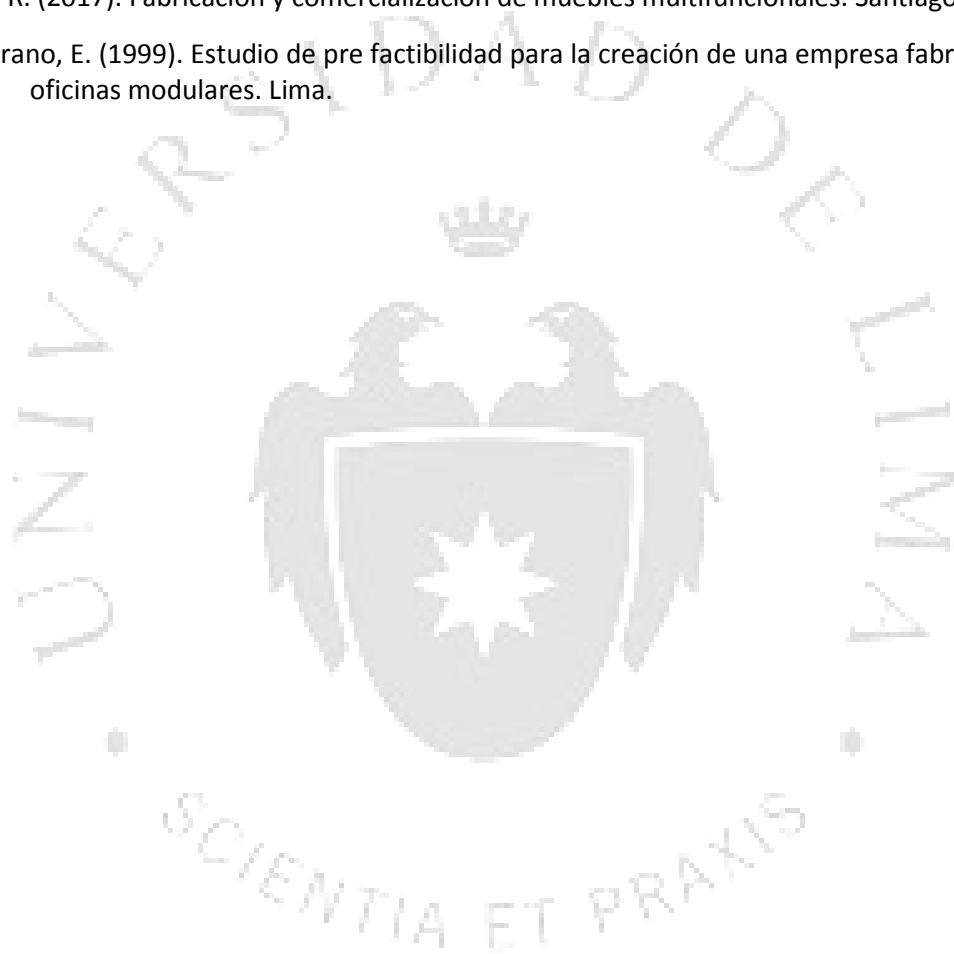 R. (2017). Fabricación y comercialización de muebles multifuncionales. Santiago
rano, E. (1999). Estudio de pre factibilidad para la creación de una empresa fabr
oficinas modulares. Lima.
UNIVERSIDAD DE LIMA
SCIENTIA ET PRAXIS